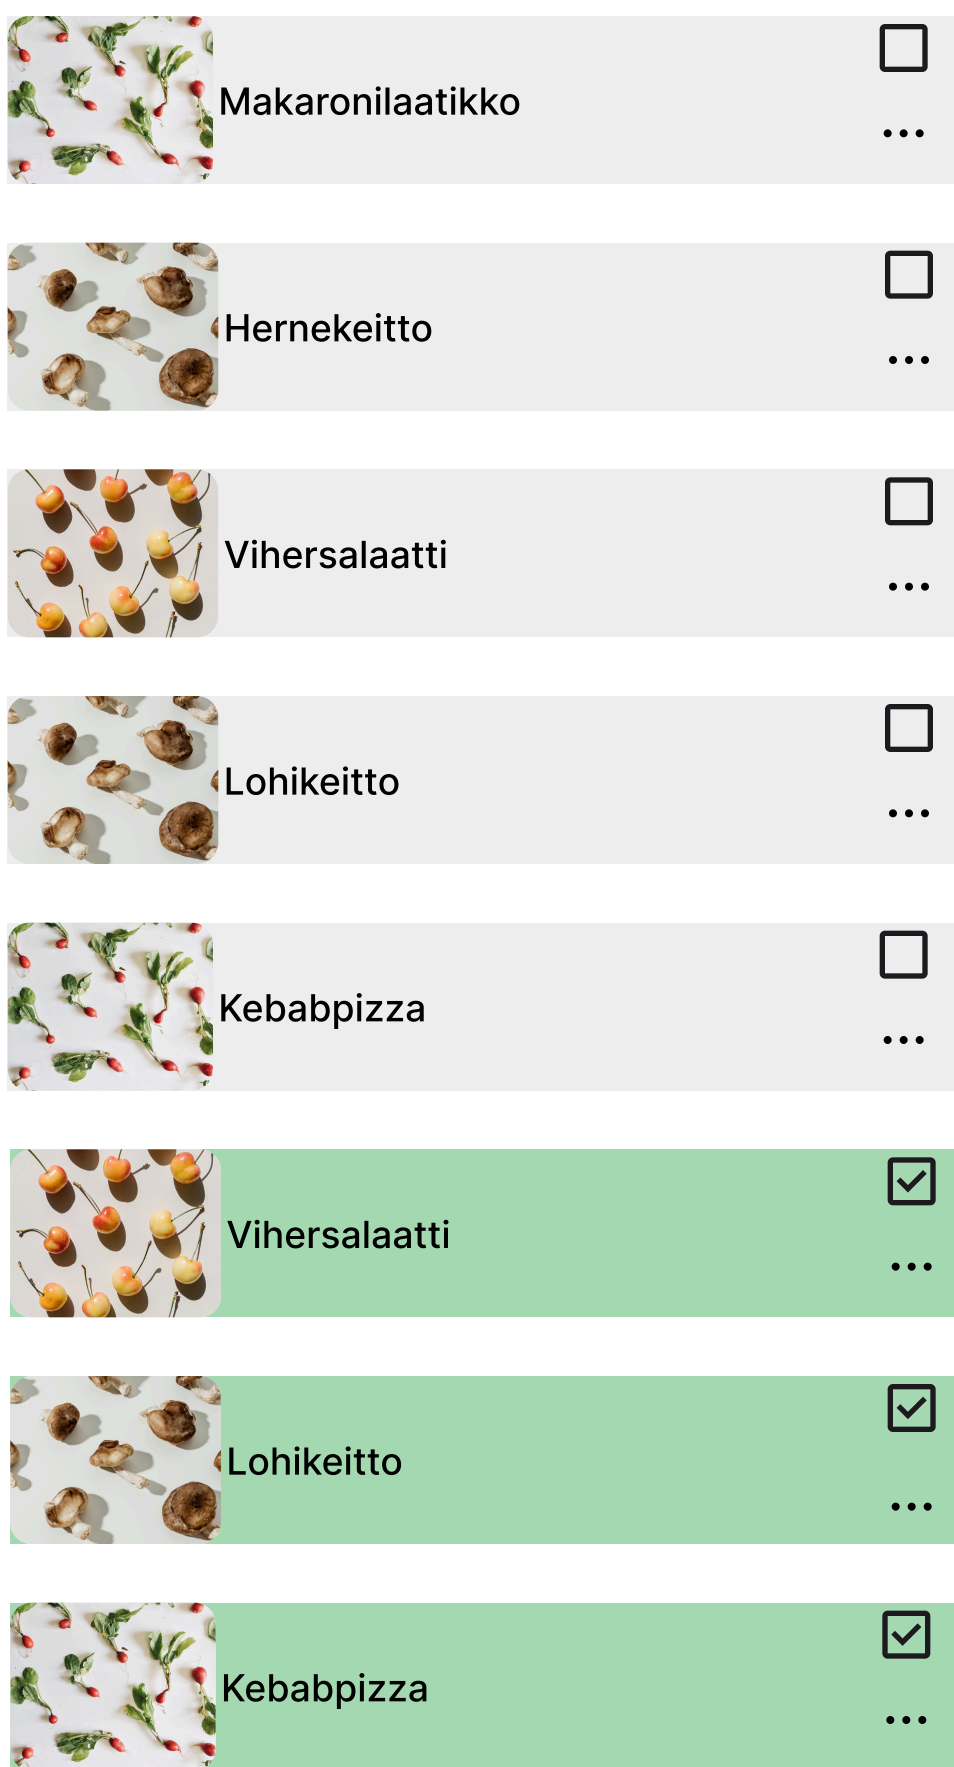 Makaronilaatikko
Hernekeitto
Vihersalaatti
Lohikeitto
Kebabpizza
Vihersalaatti
Lohikeitto
Kebabpizza